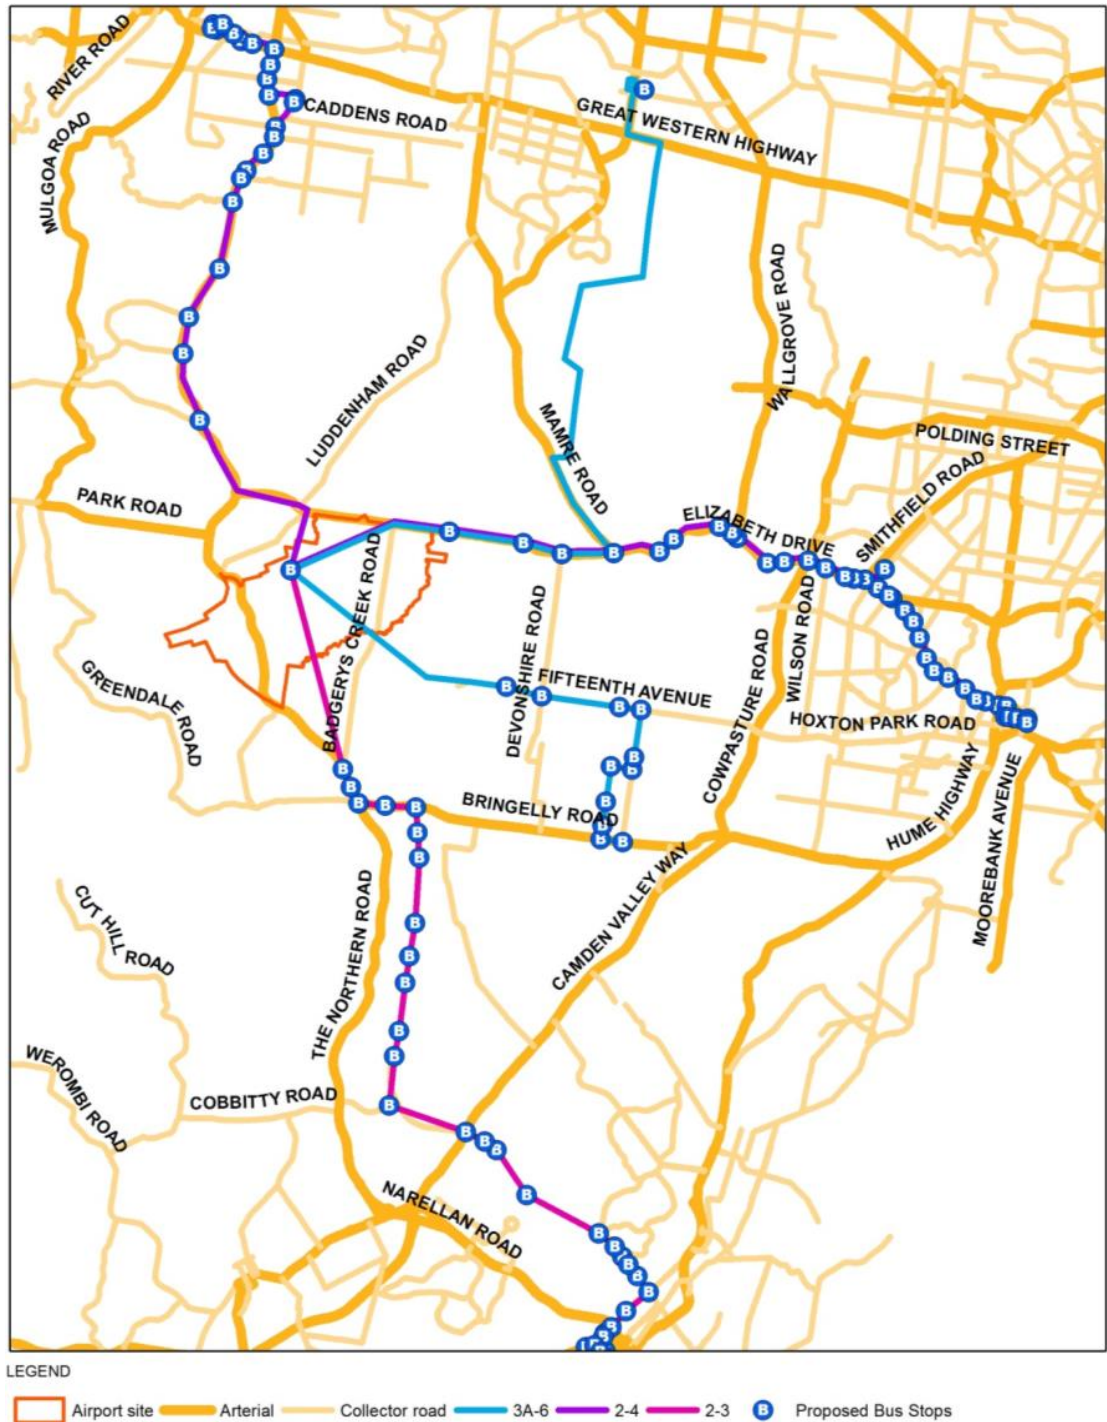 RIVER ROAD
CADDENS ROAD
B
GREAT WESTERN HIGHWAY
MULGOA ROAD
WALLGROVE ROAD
LUDDENHAM ROAD
MAMRE ROAD
POLDING STREET
SMITHFIELD ROAD
PARK ROAD
ELIZABETH DRIVE
BADGERYS CREEK ROAD
DEVONSHIRE ROAD
WILSON ROAD
COWPASTURE ROAD
FIFTEENTH AVENUE
GREENDALE ROAD
HOXTON PARK ROAD
BRINGELLY ROAD
HUME HIGHWAY
MOOREBANK AVENUE
CAMDEN VALLEY WAY
CUT HILL ROAD
THE NORTHERN ROAD
WEROMBI ROAD
COBBITTY ROAD
NARELLAN ROAD
LEGEND
Airport site Arterial Collector road 3A-6 2-4 2-3 B Proposed Bus Stops